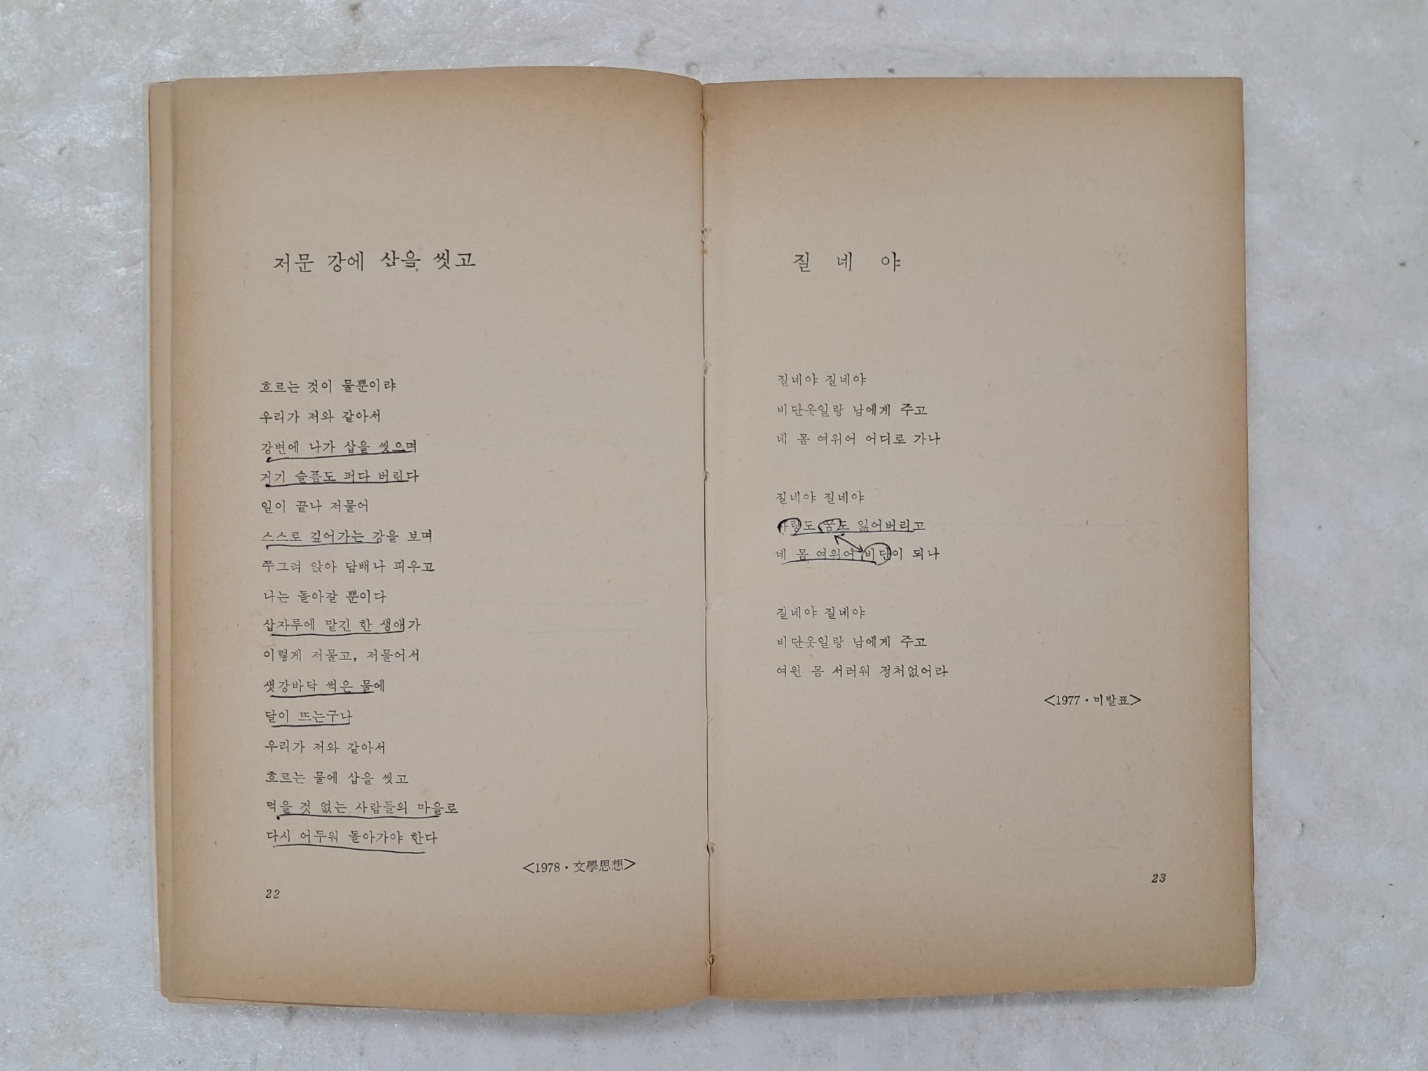 저문 강에 삽을 씻고
흐르는 것이 물뿐이랴
우리가 저와 같아서
강변에 나가 삽을 씻으며
거기 슬픔도 퍼다 버린다
일이 끝나 저물어
스스로 깊어가는 강을 보며
쭈그려 앉아 담배나 피우고
나는 돌아갈 뿐이다
삽자루에 맡긴 한 생애가
이렇게 저물고, 저물어서
샛강바닥 썩은 물에
달이 뜨는구나
우리가 저와 같아서
흐르는 물에 삽을 씻고
먹을 것 없는 사람들의 마을로
다시 어두워 돌아가야 한다
<1978·文學思想>
22
질 네 야
질네야 질네야
비단옷일랑 남에게 주고
네 몸 여위어 어디로 가나
질네야 질네야
사랑도 꿈도 잃어버리고
네 몸 여위어 비단이 되나
질네야 질네야
비단옷일랑 남에게 주고
여윈 몸 서러워 정처없어라
<1977·미발표>
23